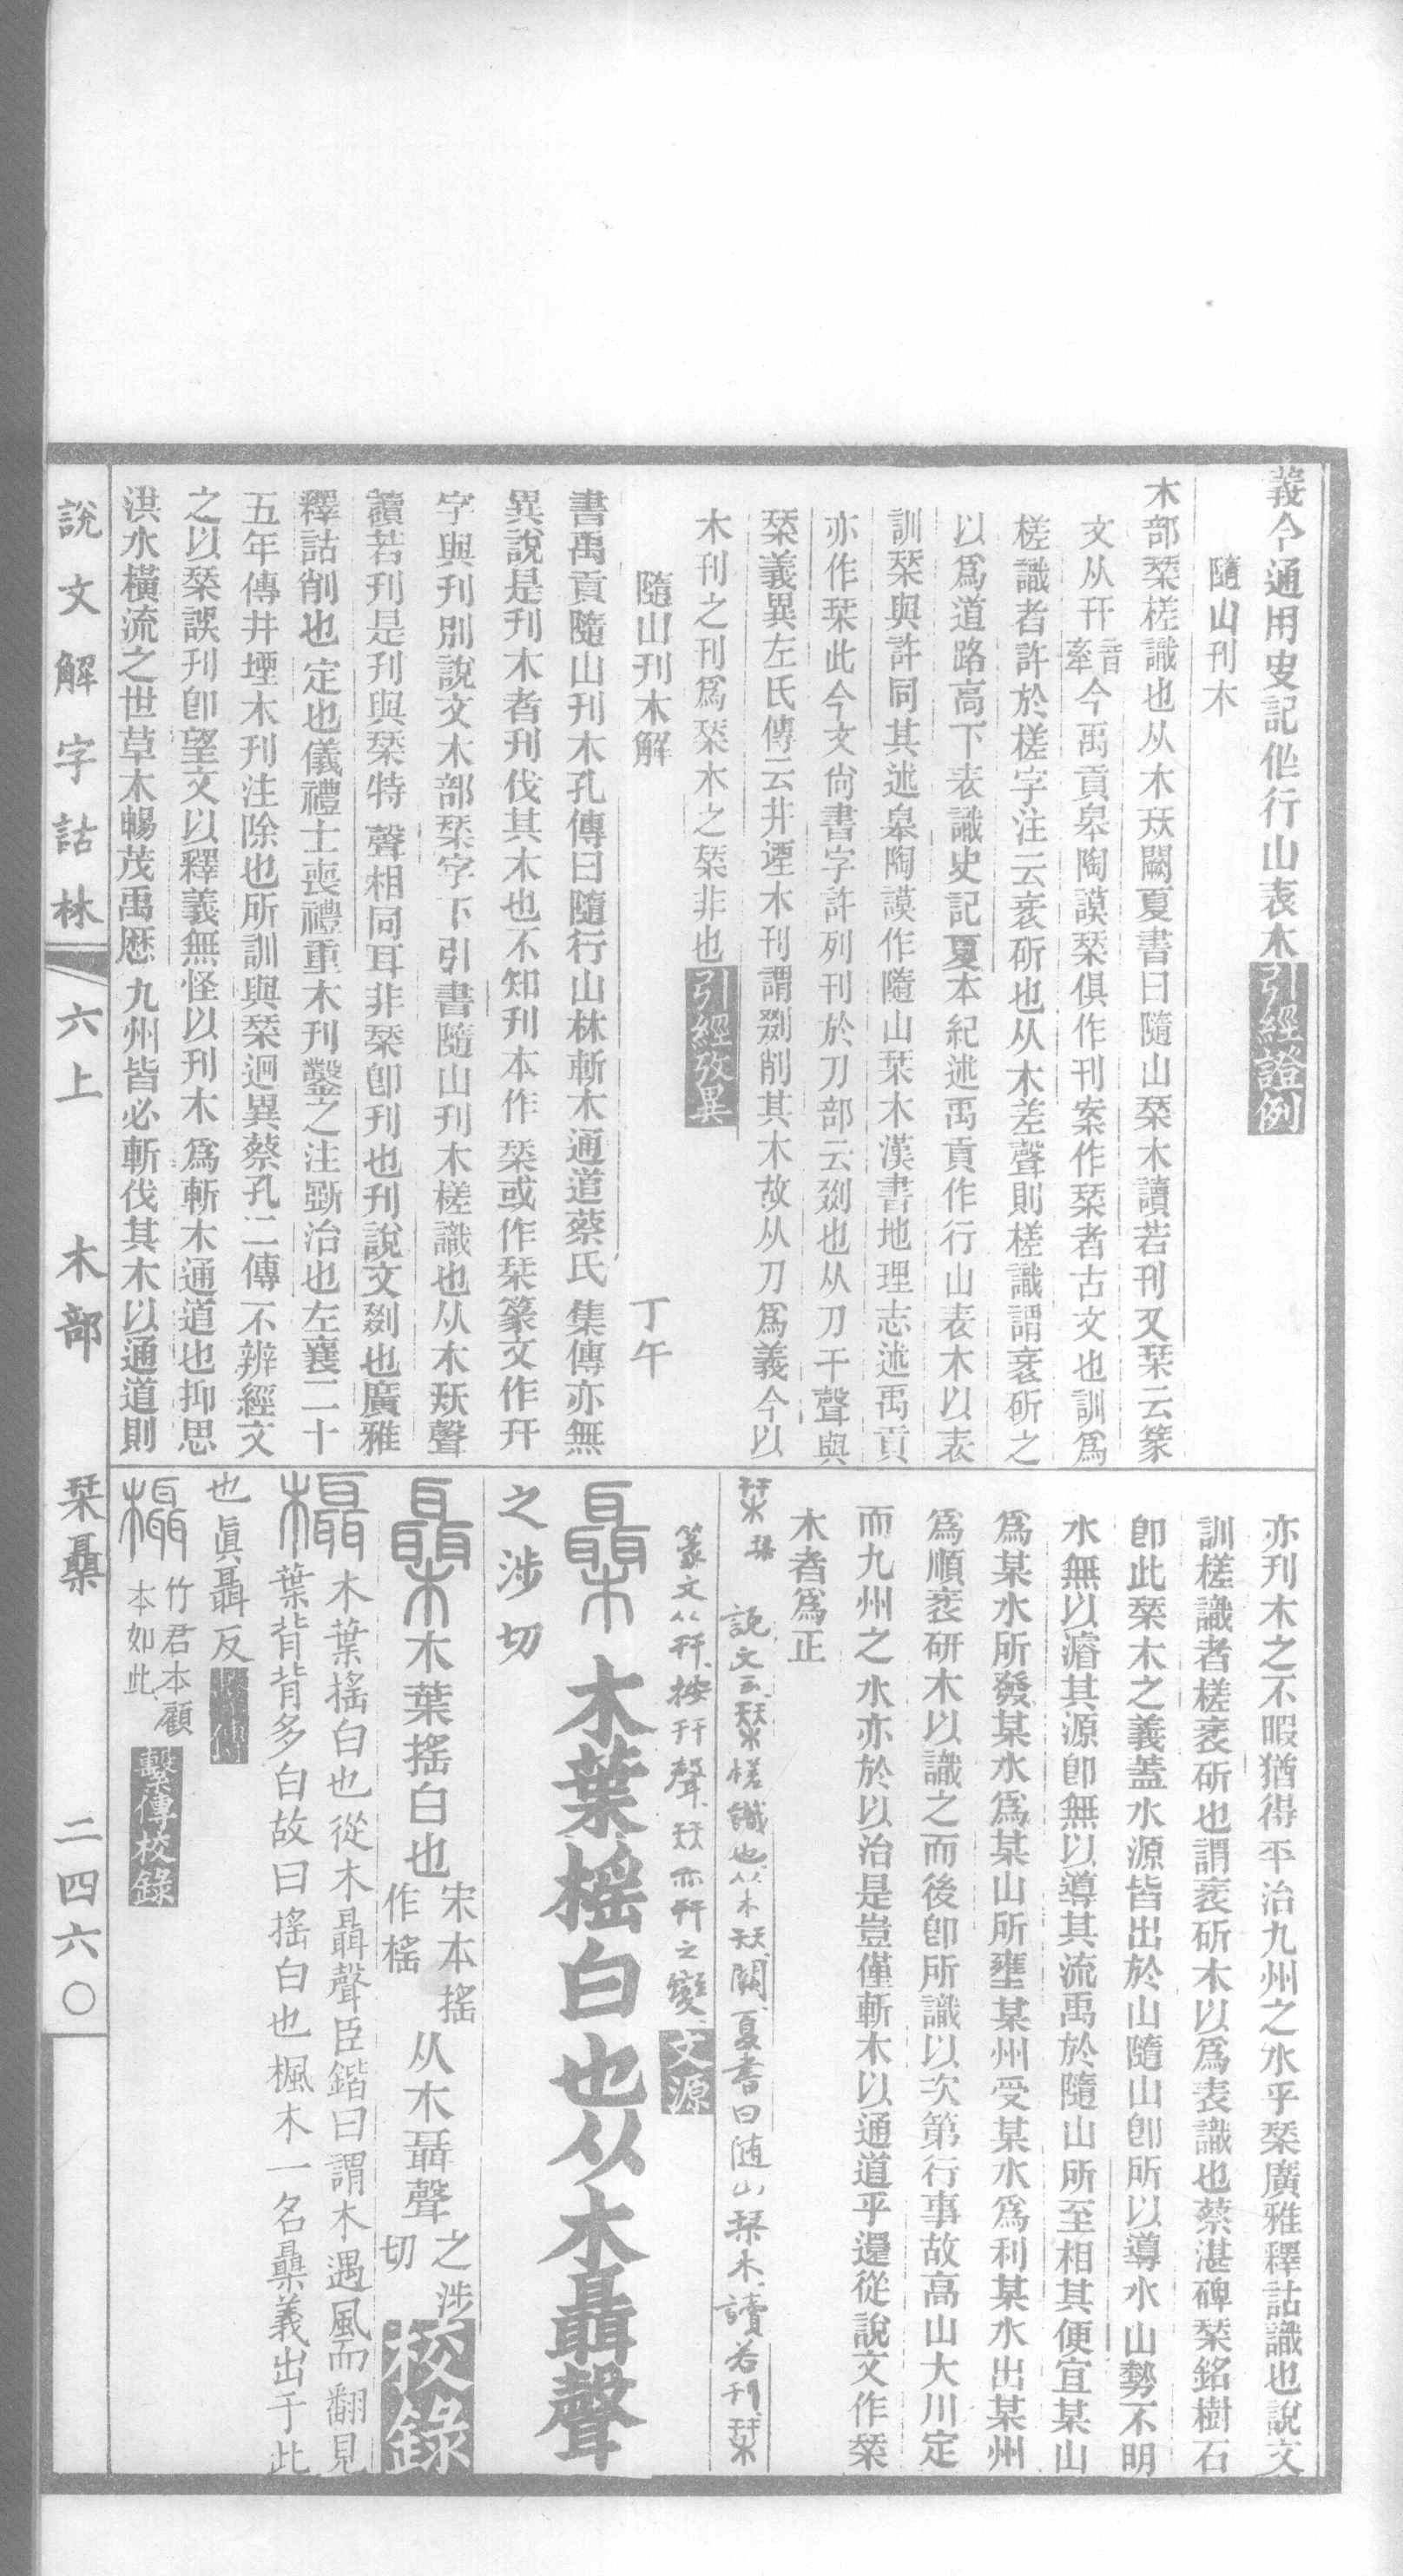 義今通用史記作行山表木引經證例
隨山刊木
木部栞槎識也从木㚔闕夏書曰隨山栞木讀若刊又栞云篆
文从幵音牽今禹貢皋陶謨栞俱作刊案作栞者古文也訓爲
槎識者許於槎字注云衺斫也从木差聲則槎識謂衺斫之
以爲道路高下表識史記夏本紀述禹貢作行山表木以表
訓栞與許同其述皋陶謨作隨山栞木漢書地理志述禹貢
亦作栞此今文尙書字許列刊於刀部云剟也从刀干聲與
栞義異左氏傳云井堙木刊謂剟削其木故从刀爲義今以
木刊之刊爲栞木之栞非也引經攷異
隨山刊木解 丁午
書禹貢隨山刊木孔傳曰隨行山林斬木通道蔡氏集傳亦無
異說是刊木者刋伐其木也不知刊本作栞或作栞篆文作幵
字與刊別說文木部栞字下引書隨山刊木槎識也从木㚔聲
讀若刊是刊與栞特聲相同耳非栞卽刊也刊說文剟也廣雅
釋詁削也定也儀禮士喪禮重木刊鑿之注斲治也左襄二十
五年傳井堙木刊注除也所訓與栞迥異蔡孔二傳不辨經文
之以栞誤刊卽望文以釋義無怪以刊木爲斬木通道也抑思
洪水橫流之世草木暢茂禹歷九州皆必斬伐其木以通道則
亦刊木之不暇猶得平治九州之水乎栞廣雅釋詁識也說文
訓槎識者槎衺斫也謂衺斫木以爲表識也蔡湛碑栞銘樹石
卽此栞木之義蓋水源皆出於山隨山卽所以導水山勢不明
水無以濬其源卽無以導其流禹於隨山所至相其便宜某山
爲某水所發某水爲某山所壅某州受某水爲利某水出某州
爲順衺研木以識之而後卽所識以次第行事故高山大川定
而九州之水亦於以治是豈僅斬木以通道乎還從說文作栞
木者爲正
栞 栞 說文云栞槎識也从木㚔闕夏書曰隨山栞木讀若刊栞
篆文从幵按幵聲㚔亦幵之變文源
櫐 木葉榣白也从木聶聲
之涉切
櫐木葉搖白也宋本搖作榣从木聶聲之涉切校錄
欇木葉搖白也從木聶聲臣鍇曰謂木遇風而翻見
葉背背多白故曰搖白也楓木一名欇義出于此
也眞聶反繫傳
欇竹君本顧本如此繫傳校錄
說文解字詁林 六上 木部 栞欇 二四六〇